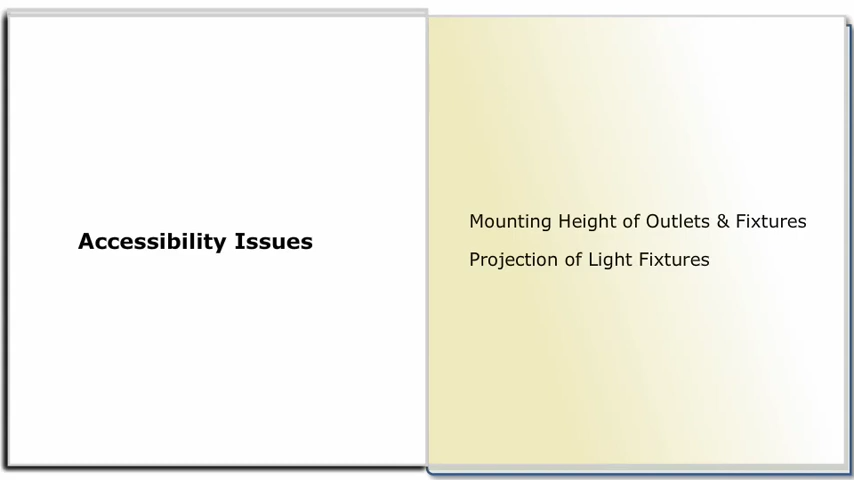 Accessibility Issues
Mounting Height of Outlets & Fixtures
Projection of Light Fixtures